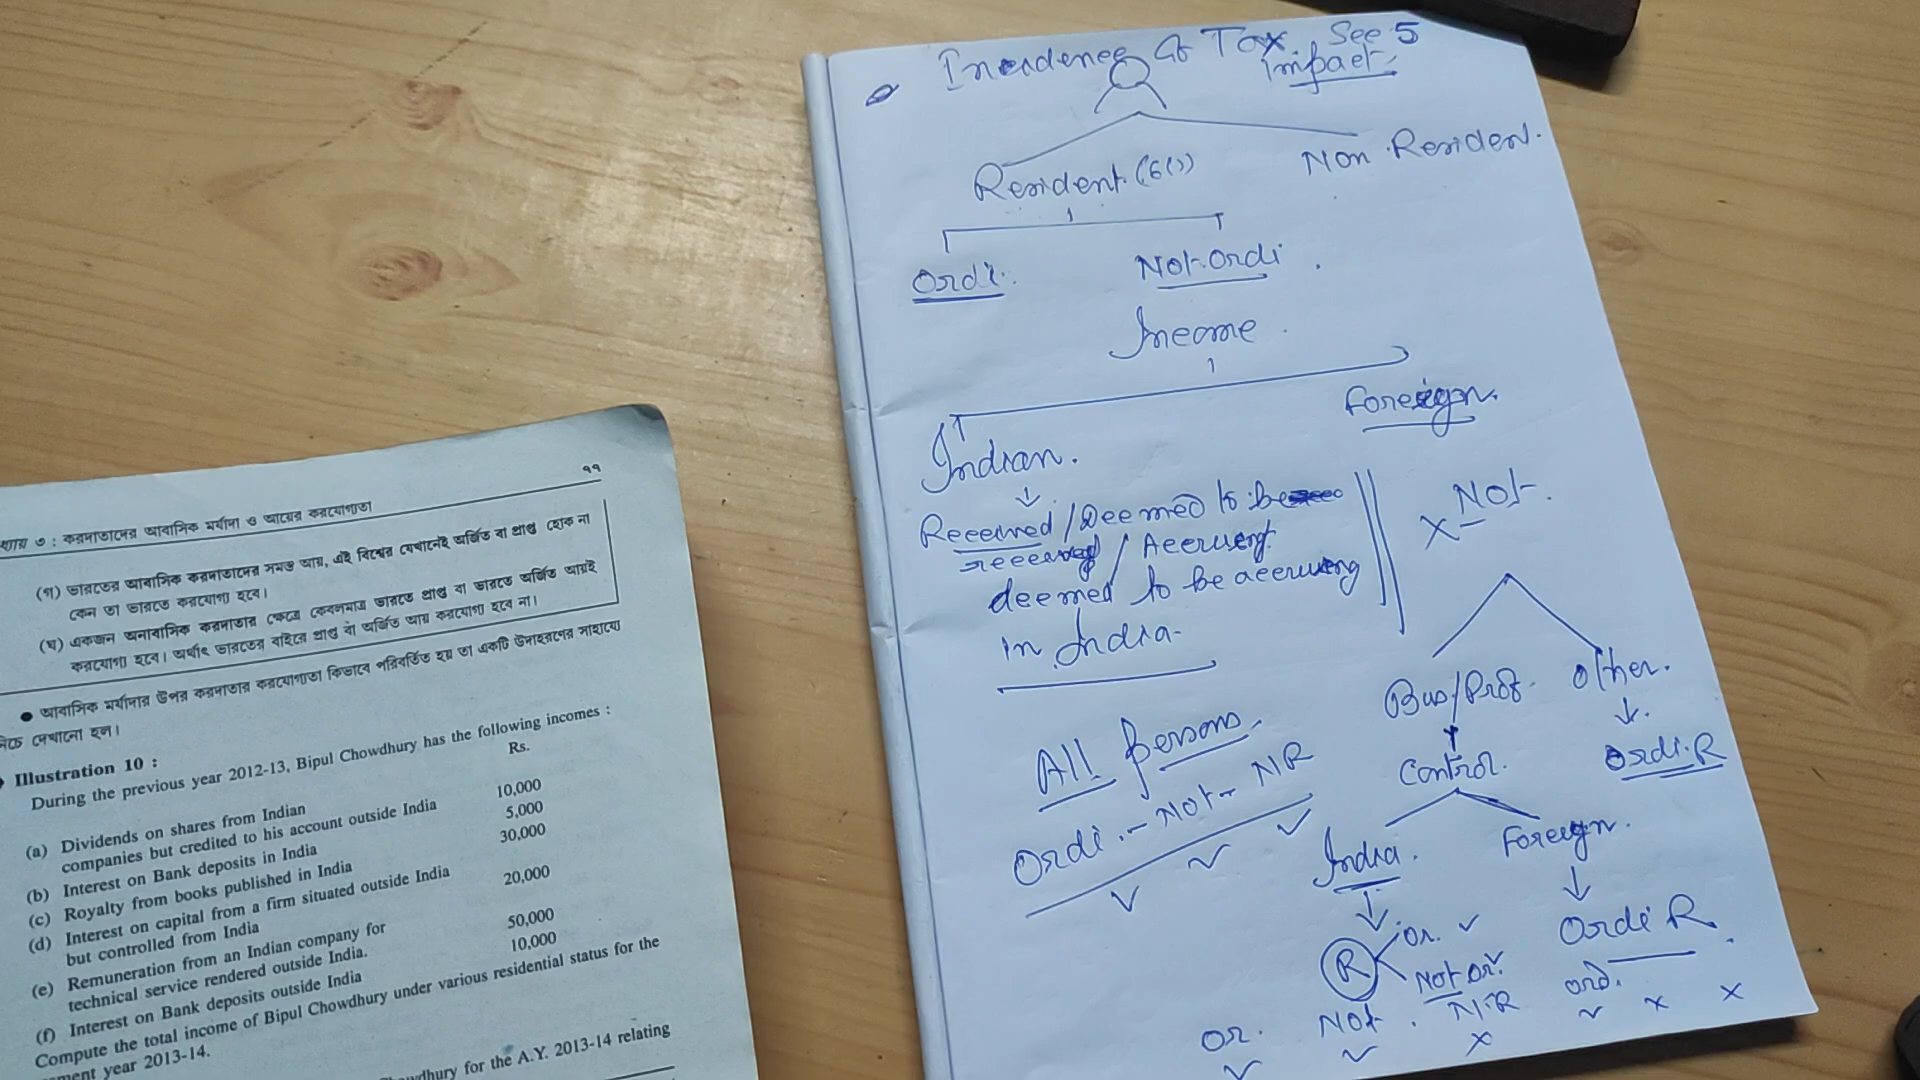 ৭৭
ধ্যায় ৩ : করদাতাদের আবাসিক মর্যাদা ও আয়ের করযোগ্যতা
(গ) ভারতের আবাসিক করদাতাদের সমস্ত আয়, এই বিশ্বের যেখানেই অর্জিত বা প্রাপ্ত হোক না
কেন তা ভারতে করযোগ্য হবে।
(ঘ) একজন অনাবাসিক করদাতার ক্ষেত্রে কেবলমাত্র ভারতে প্রাপ্ত বা ভারতে অর্জিত আয়ই
করযোগ্য হবে। অর্থাৎ ভারতের বাইরে প্রাপ্ত বা অর্জিত আয় করযোগ্য হবে না।
● আবাসিক মর্যাদার উপর করদাতার করযোগ্যতা কিভাবে পরিবর্তিত হয় তা একটি উদাহরণের সাহায্যে
দেখানো হল।
Illustration 10 :
During the previous year 2012-13, Bipul Chowdhury has the following incomes :
Rs.
(a) Dividends on shares from Indian
companies but credited to his account outside India 10,000
(b) Interest on Bank deposits in India 5,000
(c) Royalty from books published in India 30,000
(d) Interest on capital from a firm situated outside India
but controlled from India 20,000
(e) Remuneration from an Indian company for
technical service rendered outside India. 50,000
(f) Interest on Bank deposits outside India 10,000
Compute the total income of Bipul Chowdhury under various residential status for the
ment year 2013-14.
wdhury for the A.Y. 2013-14 relating
Incidence of Tax. See 5
Impact
Resident (6(1)) Non Residen.
Ordi. Not-Ordi
Income
Indian. Foreign.
Received / Deemed to be
received / Accruing
deemed to be accruing
in India
X Not
Bus/Prof. Other.
Control. Ordi.R
All persons
Ordi. - Not - NR
India. Foreign.
R Or. ✓ Ordi R
Not Or. ✓
Or. Not. N.R Ord.
✓ ✓ X ✓ X X